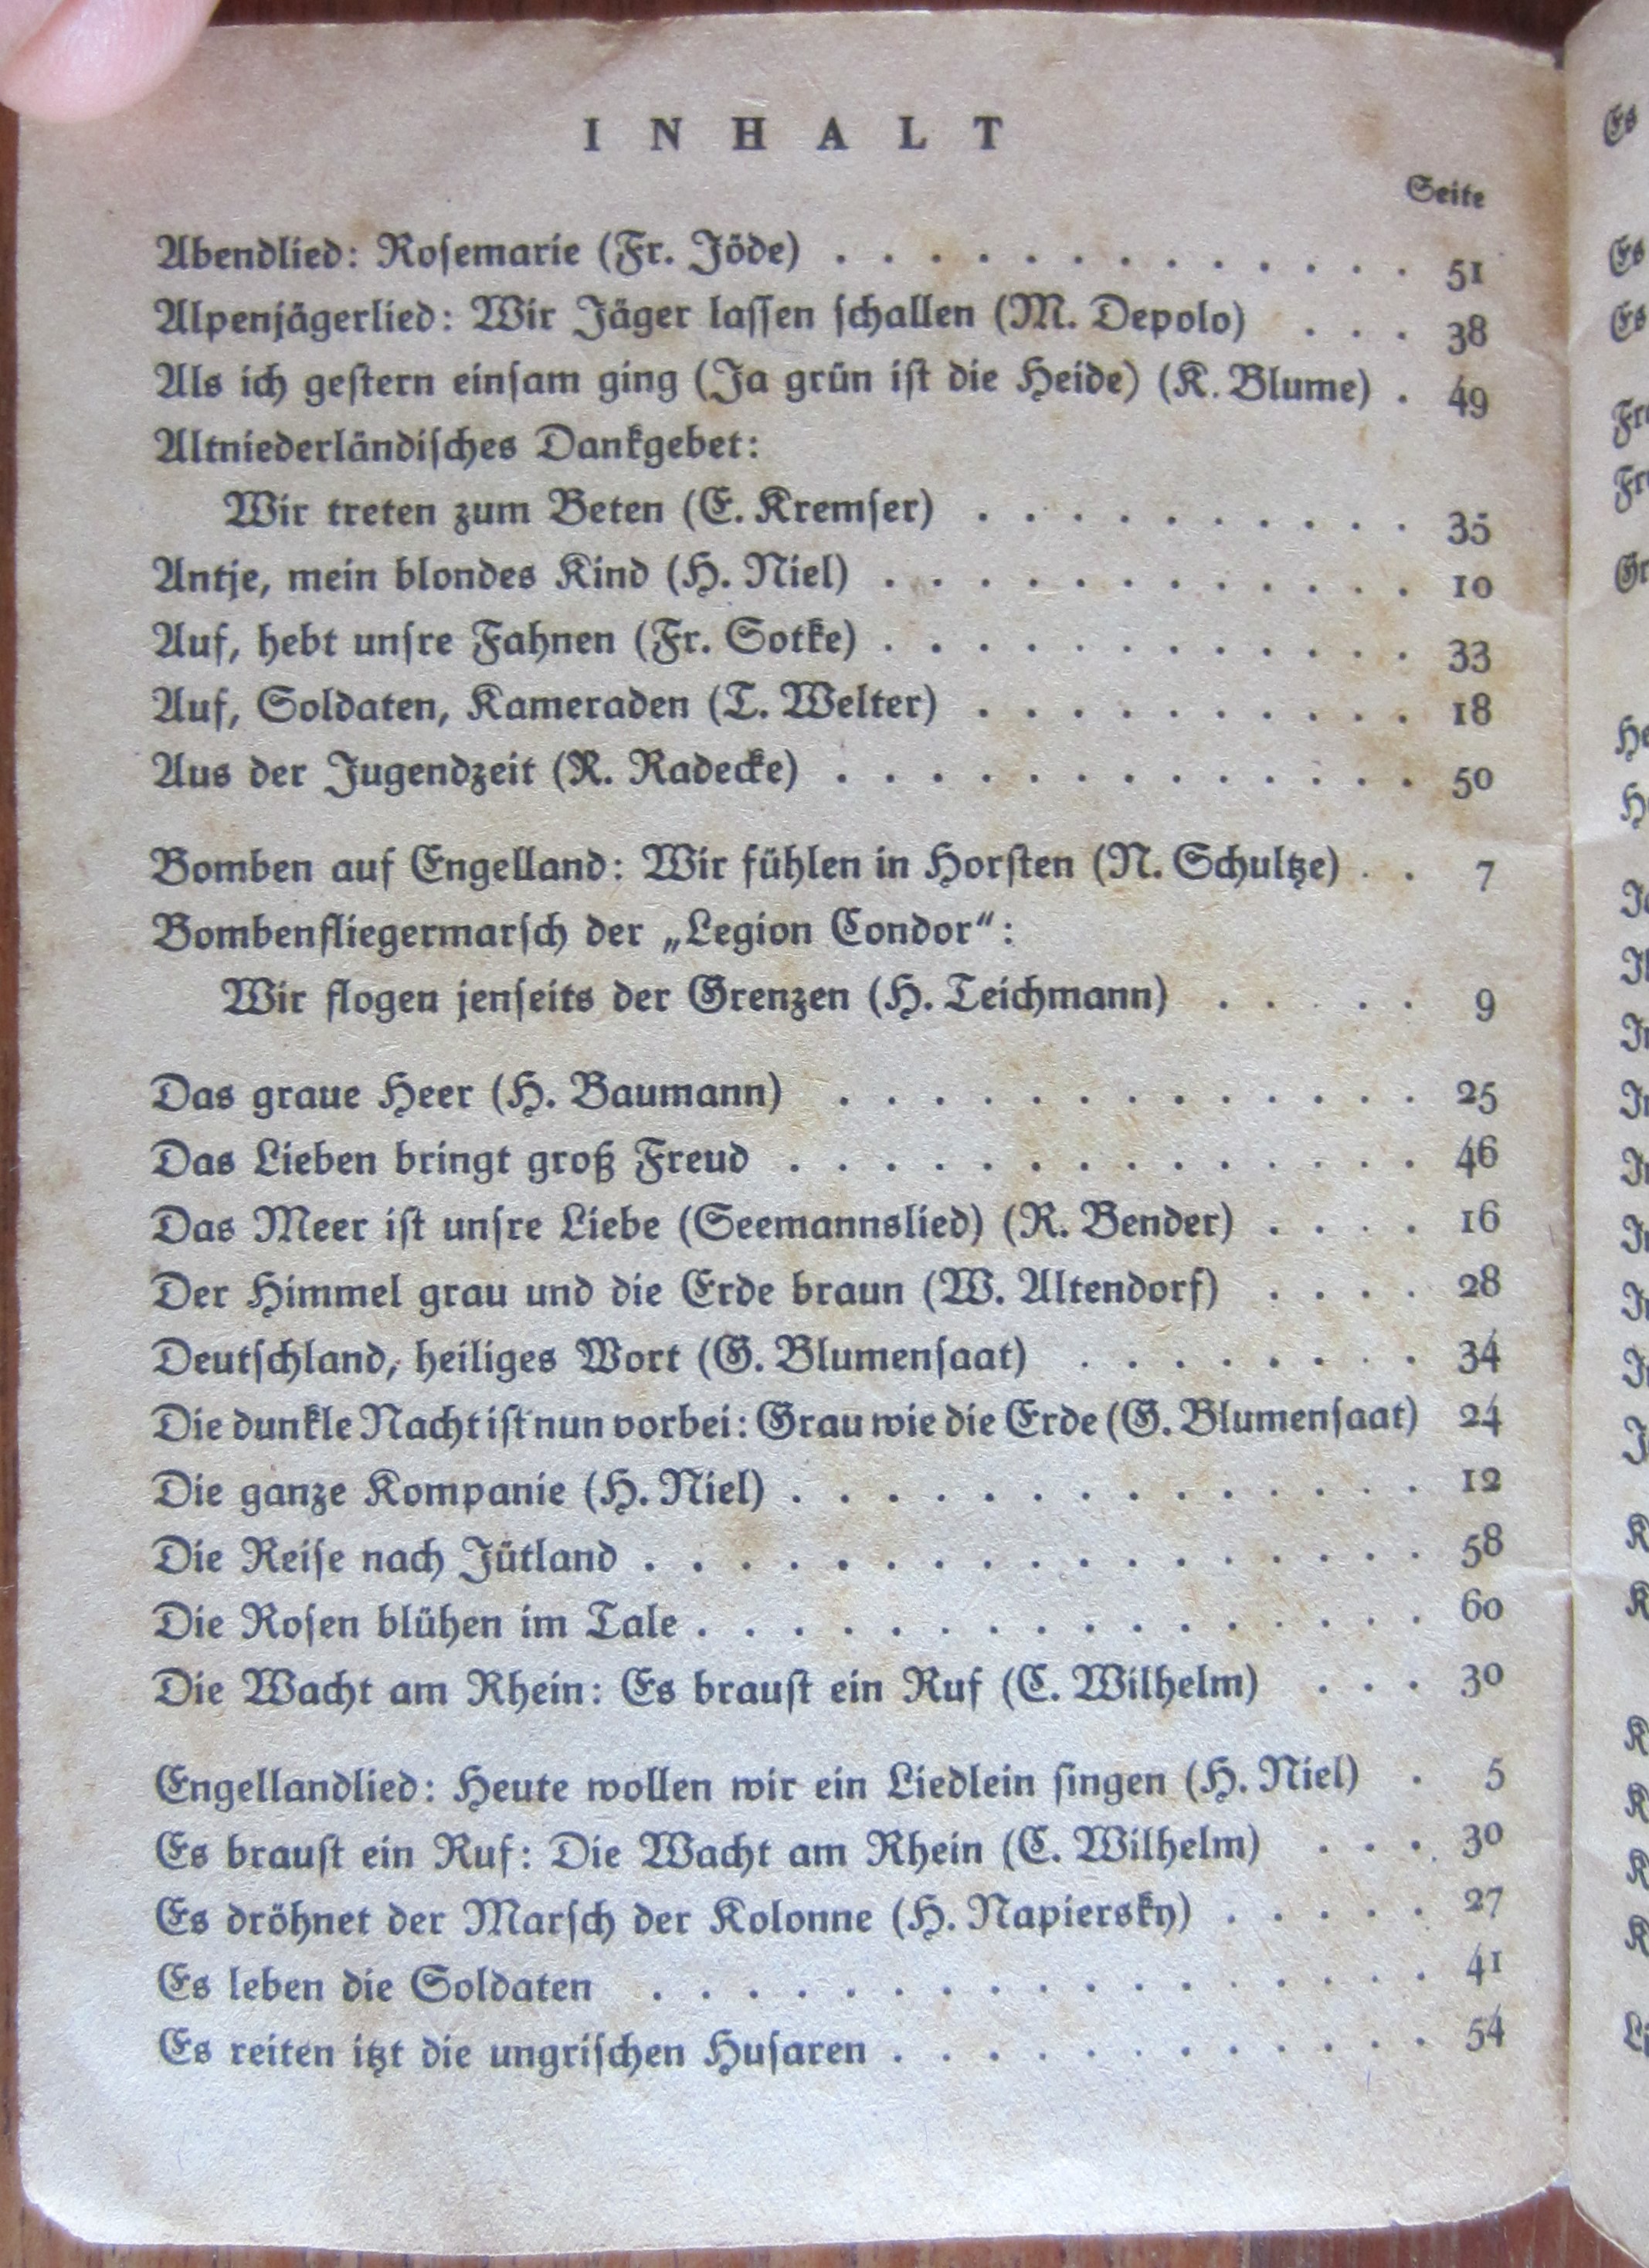 INHALT
Seite
Abendlied: Rosemarie (Fr. Jöde) . . . . . . . . . . . . 51
Alpenjägerlied: Wir Jäger lassen schallen (M. Depolo) . . . 38
Als ich gestern einsam ging (Ja grün ist die Heide) (K. Blume) . 49
Altniederländisches Dankgebet:
Wir treten zum Beten (E. Kremser) . . . . . . . . . . 35
Antje, mein blondes Kind (H. Niel) . . . . . . . . . . . 10
Auf, hebt unsre Fahnen (Fr. Sotke) . . . . . . . . . . . 33
Auf, Soldaten, Kameraden (T. Welter) . . . . . . . . . . 18
Aus der Jugendzeit (R. Radecke) . . . . . . . . . . . . 50
Bomben auf Engelland: Wir fühlen in Horsten (N. Schultze) . . 7
Bombenfliegermarsch der „Legion Condor“:
Wir flogen jenseits der Grenzen (H. Teichmann) . . . . . 9
Das graue Heer (H. Baumann) . . . . . . . . . . . . . 25
Das Lieben bringt groß Freud . . . . . . . . . . . . . . 46
Das Meer ist unsre Liebe (Seemannslied) (R. Bender) . . . . 16
Der Himmel grau und die Erde braun (W. Altendorf) . . . . 28
Deutschland, heiliges Wort (G. Blumensaat) . . . . . . . . 34
Die dunkle Nacht ist nun vorbei: Grau wie die Erde (G. Blumensaat) 24
Die ganze Kompanie (H. Niel) . . . . . . . . . . . . . . 12
Die Reise nach Jütland . . . . . . . . . . . . . . . . . 58
Die Rosen blühen im Tale . . . . . . . . . . . . . . . . 60
Die Wacht am Rhein: Es braust ein Ruf (C. Wilhelm) . . . 30
Engellandlied: Heute wollen wir ein Liedlein singen (H. Niel) . 5
Es braust ein Ruf: Die Wacht am Rhein (C. Wilhelm) . . . 30
Es dröhnet der Marsch der Kolonne (H. Napiersky) . . . . . 27
Es leben die Soldaten . . . . . . . . . . . . . . . . . 41
Es reiten itzt die ungrischen Husaren . . . . . . . . . . . . 54